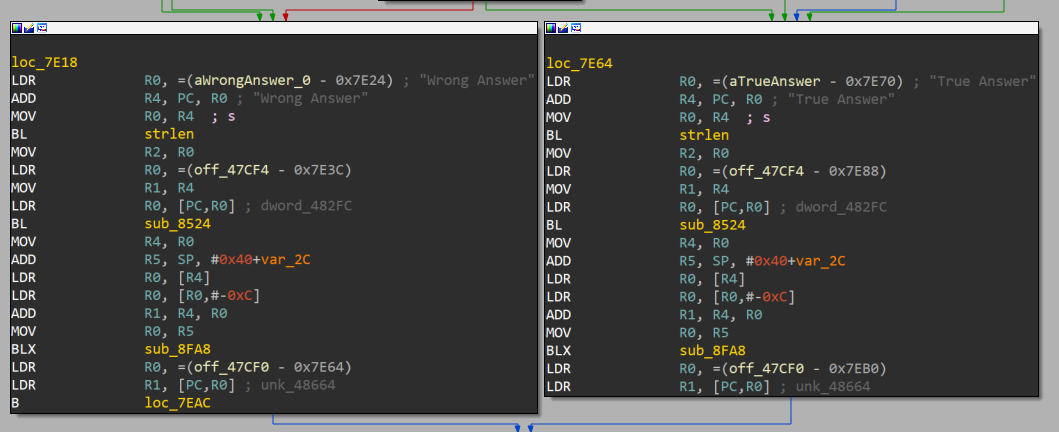 loc_7E18
LDR R0, =(aWrongAnswer_0 - 0x7E24) ; "Wrong Answer"
ADD R4, PC, R0 ; "Wrong Answer"
MOV R0, R4 ; s
BL strlen
MOV R2, R0
LDR R0, =(off_47CF4 - 0x7E3C)
MOV R1, R4
LDR R0, [PC,R0] ; dword_482FC
BL sub_8524
MOV R4, R0
ADD R5, SP, #0x40+var_2C
LDR R0, [R4]
LDR R0, [R0,#-0xC]
ADD R1, R4, R0
MOV R0, R5
BLX sub_8FA8
LDR R0, =(off_47CF0 - 0x7E64)
LDR R1, [PC,R0] ; unk_48664
B loc_7EAC
loc_7E64
LDR R0, =(aTrueAnswer - 0x7E70) ; "True Answer"
ADD R4, PC, R0 ; "True Answer"
MOV R0, R4 ; s
BL strlen
MOV R2, R0
LDR R0, =(off_47CF4 - 0x7E88)
MOV R1, R4
LDR R0, [PC,R0] ; dword_482FC
BL sub_8524
MOV R4, R0
ADD R5, SP, #0x40+var_2C
LDR R0, [R4]
LDR R0, [R0,#-0xC]
ADD R1, R4, R0
MOV R0, R5
BLX sub_8FA8
LDR R0, =(off_47CF0 - 0x7EB0)
LDR R1, [PC,R0] ; unk_48664